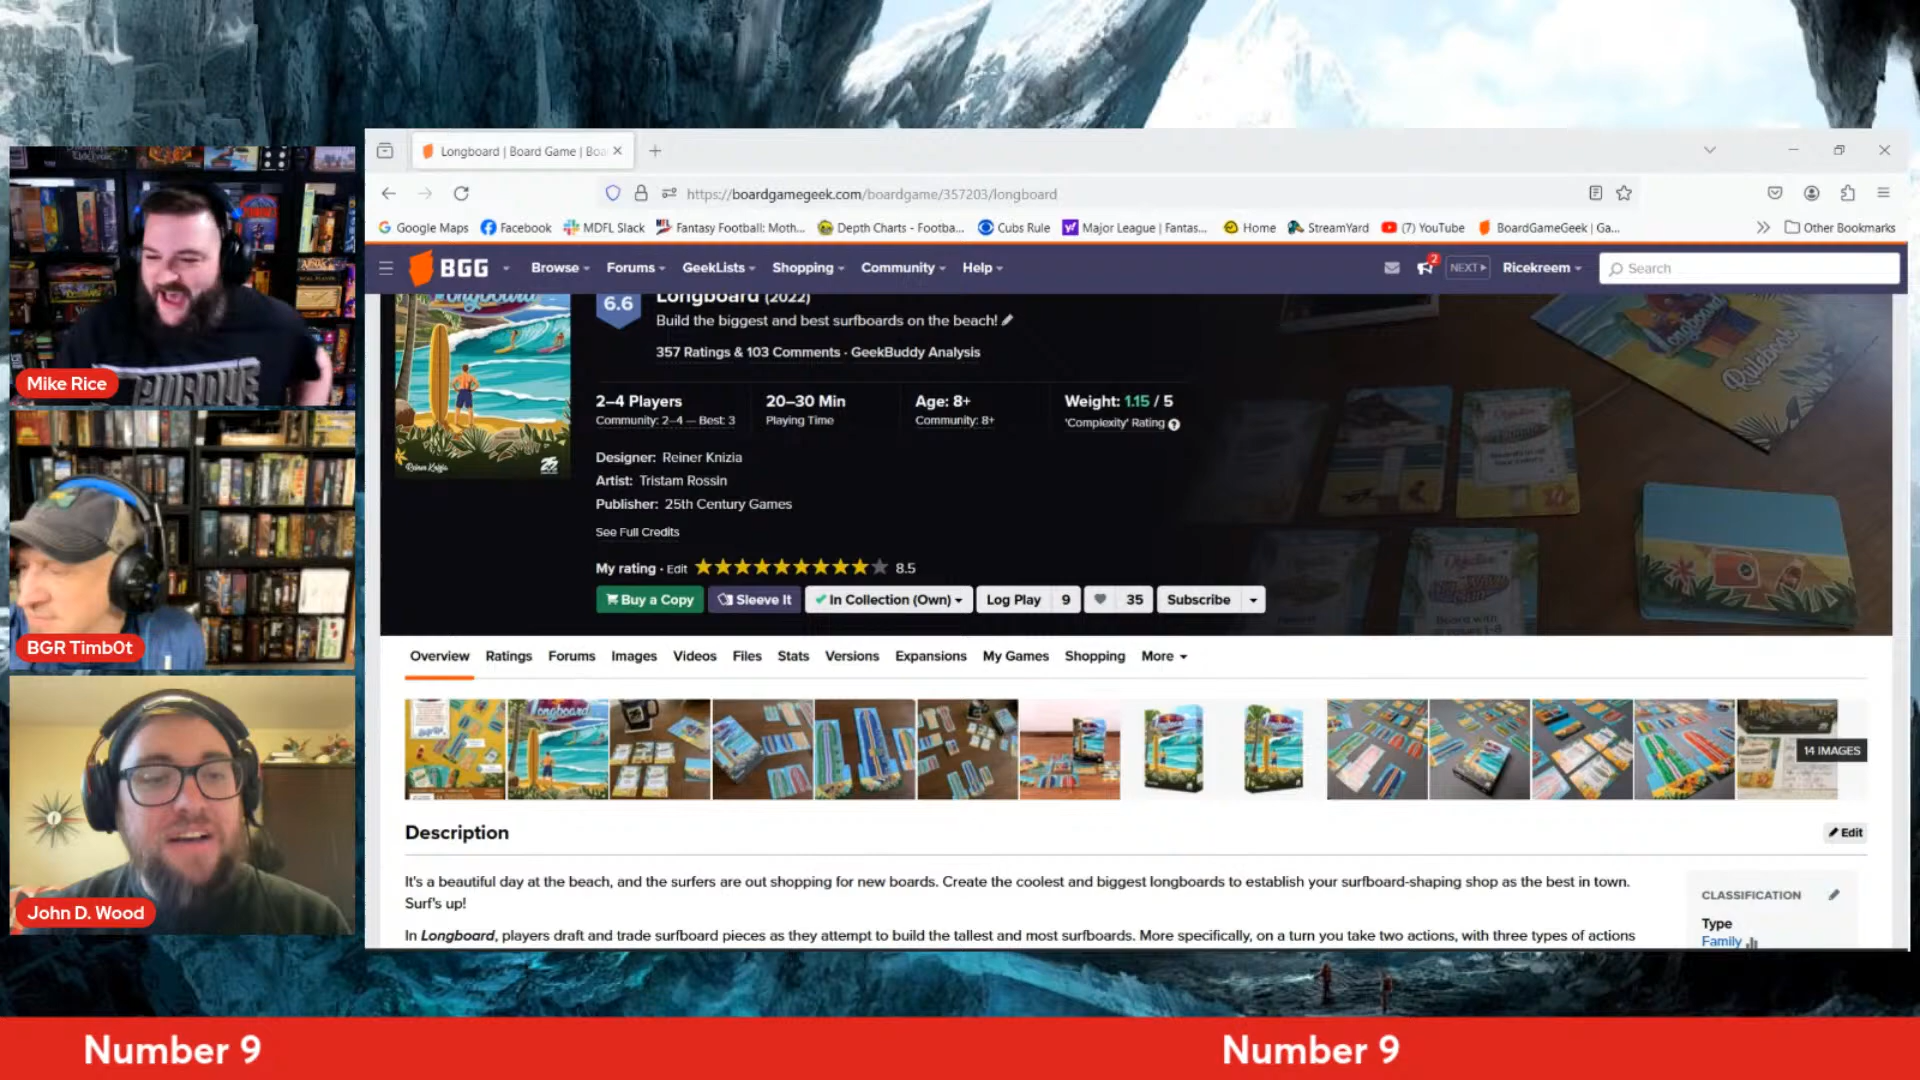 Longboard | Board Game | Boa
https://boardgamegeek.com/boardgame/357203/longboard
Google Maps
Facebook
MDFL Slack
Fantasy Football: Moth...
Depth Charts - Footba...
Cubs Rule
Major League | Fantas...
Home
StreamYard
(7) YouTube
BoardGameGeek | Ga...
Other Bookmarks
BGG
Browse
Forums
GeekLists
Shopping
Community
Help
2
NEXT
Ricekreem
Search
6.6
Longboard (2022)
Build the biggest and best surfboards on the beach!
357 Ratings & 103 Comments · GeekBuddy Analysis
2–4 Players
Community: 2–4 — Best: 3
20–30 Min
Playing Time
Age: 8+
Community: 8+
Weight: 1.15 / 5
'Complexity' Rating
Designer: Reiner Knizia
Artist: Tristam Rossin
Publisher: 25th Century Games
See Full Credits
My rating · Edit
8.5
Buy a Copy
Sleeve It
In Collection (Own)
Log Play 9
35
Subscribe
Longboard
Reiner Knizia
25
Longboard
Rulebook
Overview
Ratings
Forums
Images
Videos
Files
Stats
Versions
Expansions
My Games
Shopping
More
14 IMAGES
Description
Edit
It's a beautiful day at the beach, and the surfers are out shopping for new boards. Create the coolest and biggest longboards to establish your surfboard-shaping shop as the best in town.
Surf's up!
In Longboard, players draft and trade surfboard pieces as they attempt to build the tallest and most surfboards. More specifically, on a turn you take two actions, with three types of actions
CLASSIFICATION
Type
Family
PURDUE
Mike Rice
BGR Timb0t
John D. Wood
Number 9
Number 9